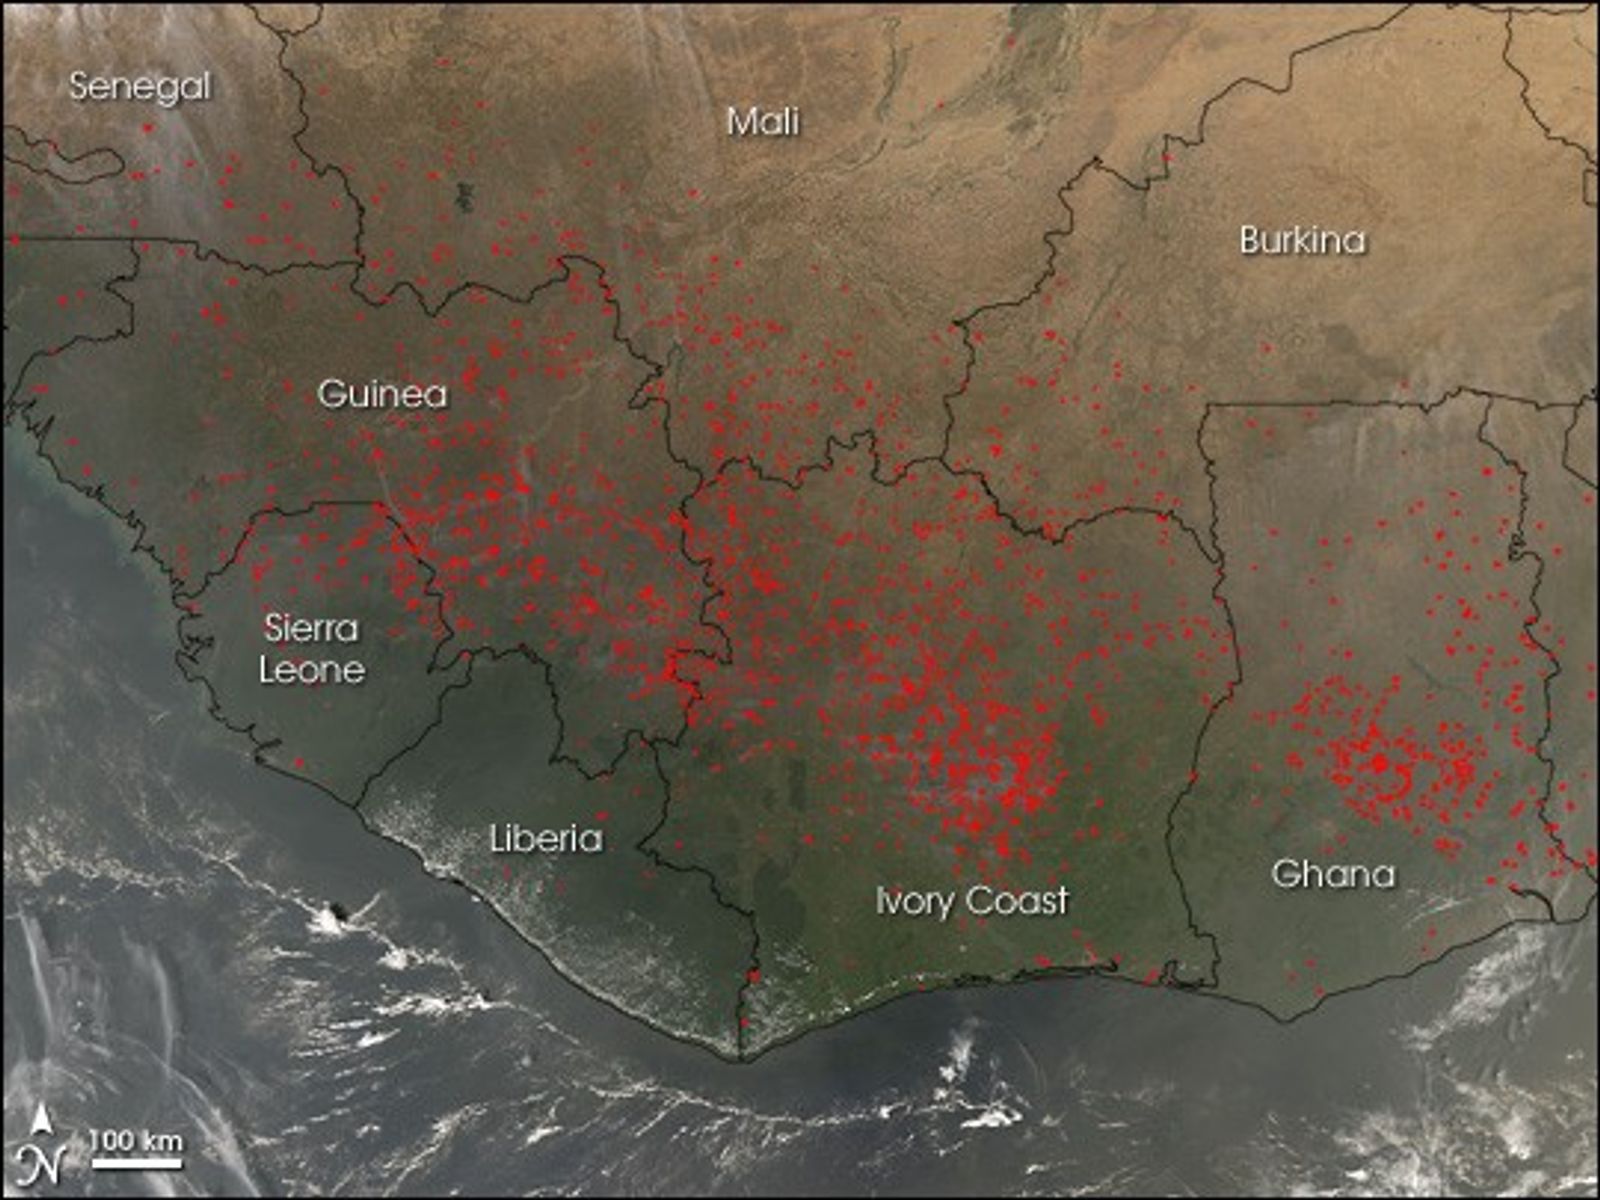 Senegal
Mali
Burkina
Guinea
Sierra
Leone
Liberia
Ivory Coast
Ghana
N
100 km